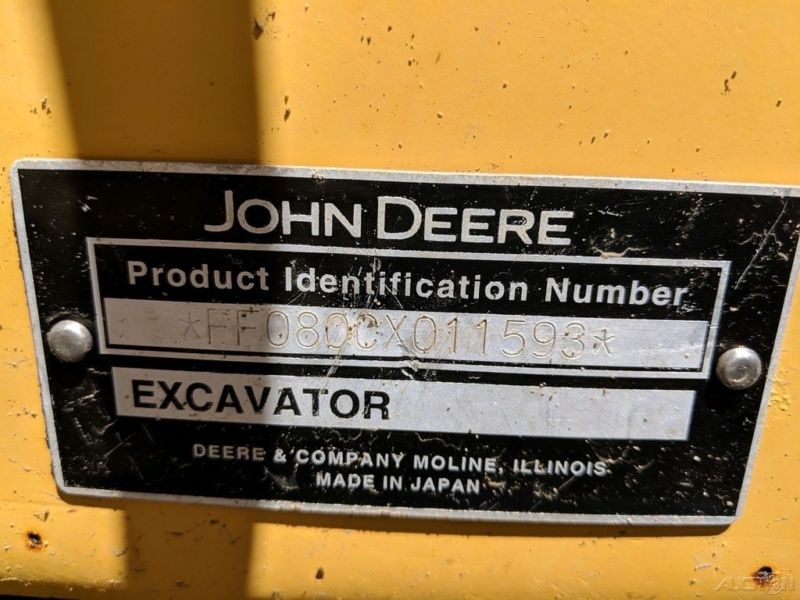 JOHN DEERE
Product Identification Number
*FF080CX011593*
EXCAVATOR
DEERE & COMPANY MOLINE, ILLINOIS
MADE IN JAPAN